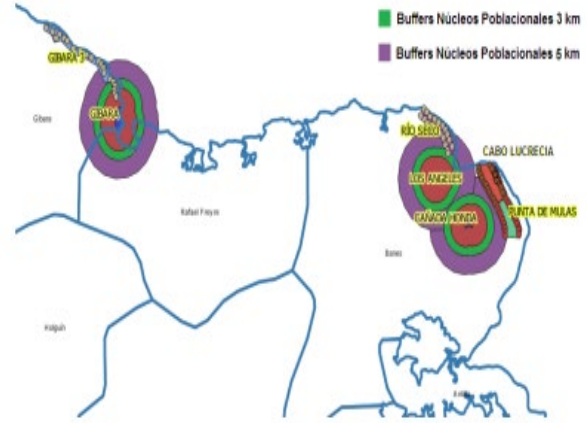 Buffers Núcleos Poblacionales 3 km
Buffers Núcleos Poblacionales 5 km
GIBARA 3
GIBARA
Gibara
RÍO SECO
CABO LUCRECIA
LOS ANGELES
PUNTA DE MULAS
CAÑADA HONDA
Rafael Freyre
Banes
Holguín